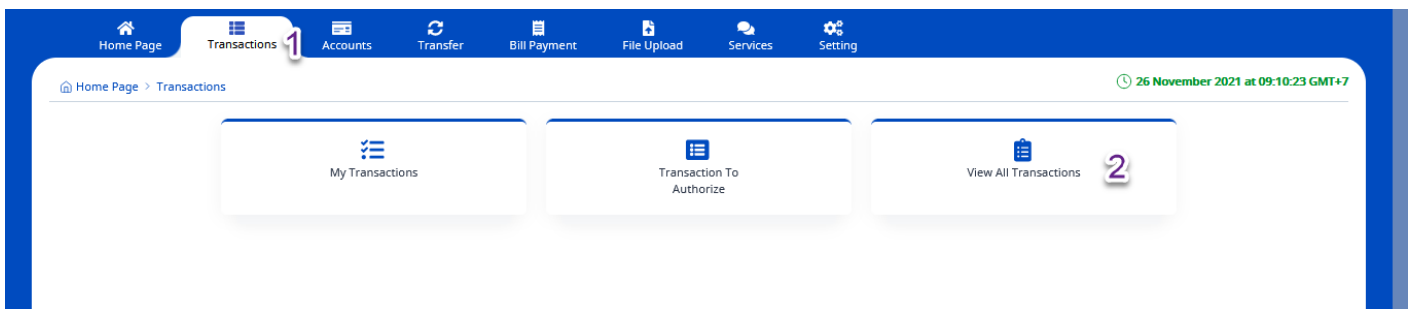 Home Page
Transactions
1
Accounts
Transfer
Bill Payment
File Upload
Services
Setting
Home Page > Transactions
26 November 2021 at 09:10:23 GMT+7
My Transactions
Transaction To
Authorize
View All Transactions
2